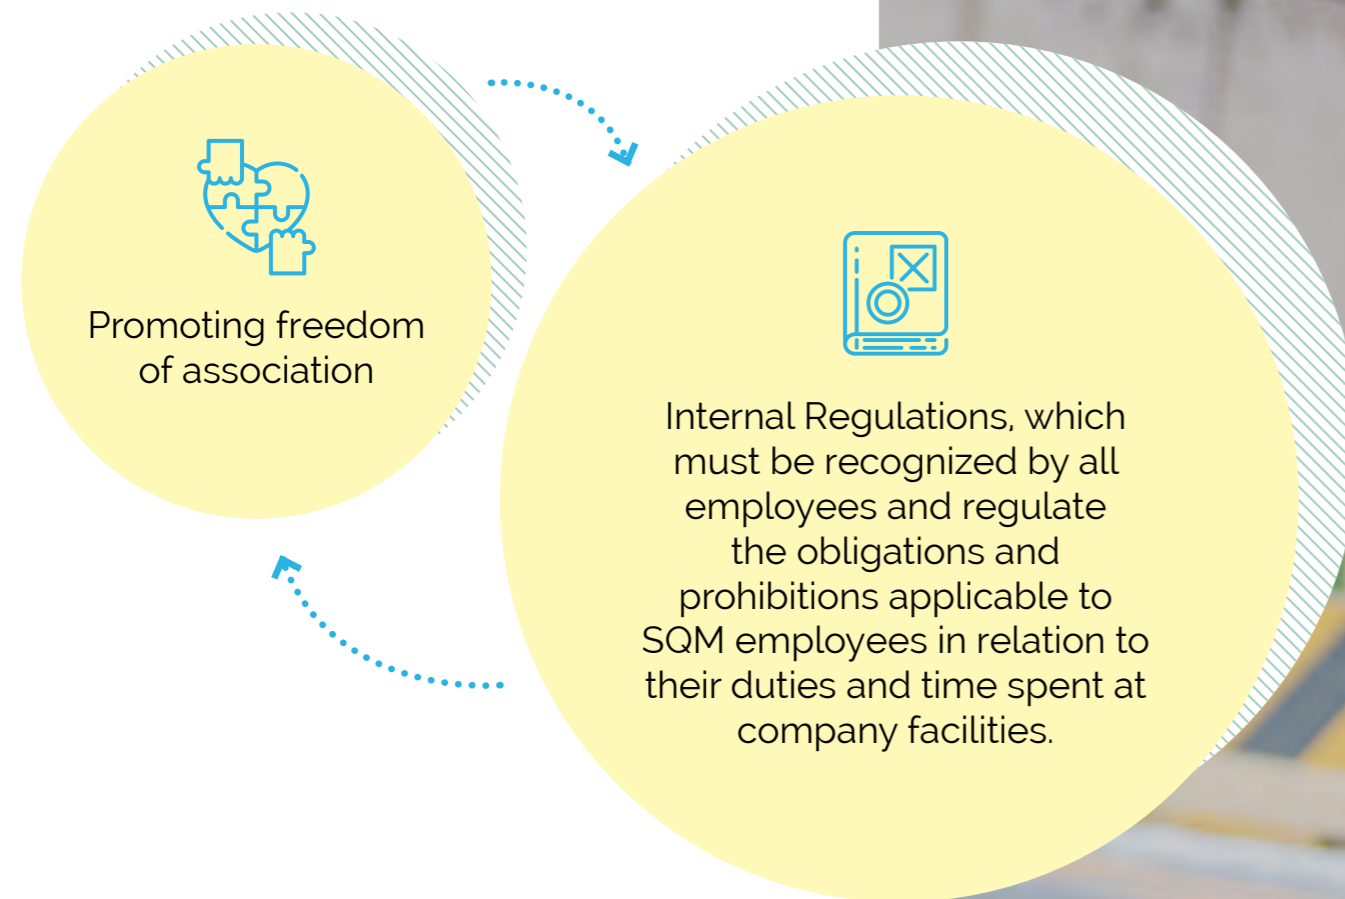 Promoting freedom
of association
Internal Regulations, which
must be recognized by all
employees and regulate
the obligations and
prohibitions applicable to
SQM employees in relation to
their duties and time spent at
company facilities.